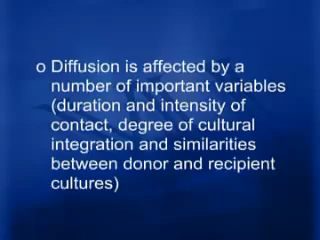 o Diffusion is affected by a
number of important variables
(duration and intensity of
contact, degree of cultural
integration and similarities
between donor and recipient
cultures)